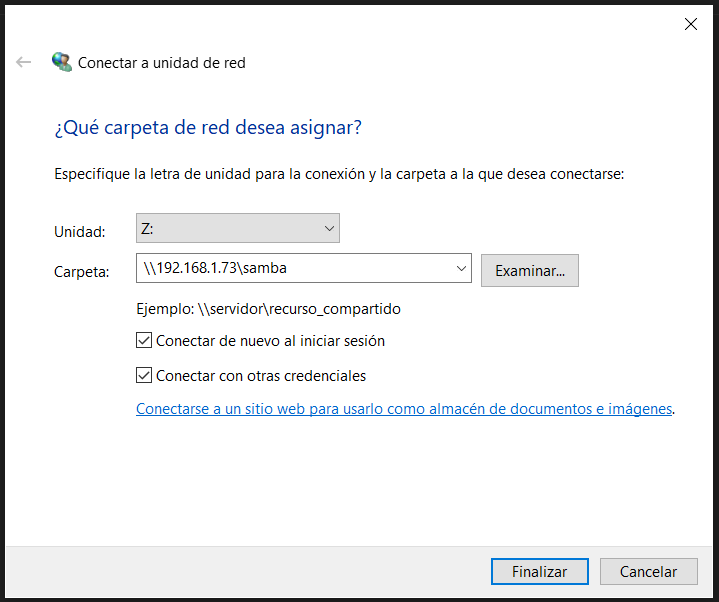 Conectar a unidad de red
¿Qué carpeta de red desea asignar?
Especifique la letra de unidad para la conexión y la carpeta a la que desea conectarse:
Unidad: Z:
Carpeta: \\192.168.1.73\samba Examinar...
Ejemplo: \\servidor\recurso_compartido
Conectar de nuevo al iniciar sesión
Conectar con otras credenciales
Conectarse a un sitio web para usarlo como almacén de documentos e imágenes.
Finalizar Cancelar